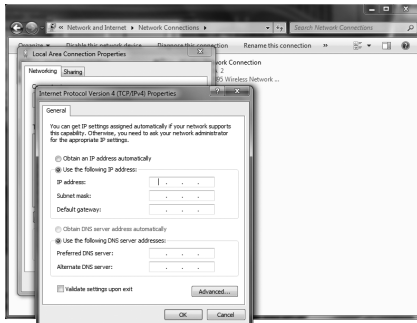 « Network and Internet ► Network Connections ►
Search Network Connections
Organize ▼ Disable this network device Diagnose this connection Rename this connection »
Local Area Connection Properties
Networking Sharing
work Connection
k 2
95 Wireless Network ...
Internet Protocol Version 4 (TCP/IPv4) Properties
General
You can get IP settings assigned automatically if your network supports
this capability. Otherwise, you need to ask your network administrator
for the appropriate IP settings.
Obtain an IP address automatically
Use the following IP address:
IP address:
Subnet mask:
Default gateway:
Obtain DNS server address automatically
Use the following DNS server addresses:
Preferred DNS server:
Alternate DNS server:
Validate settings upon exit
Advanced...
OK Cancel